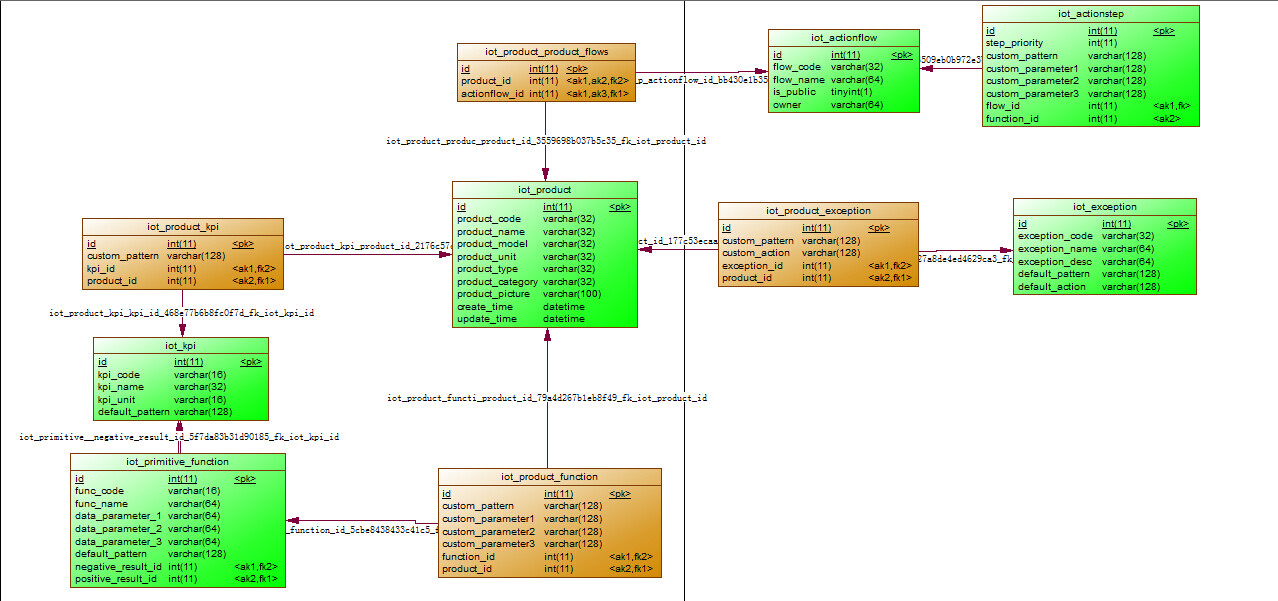 iot_product_product_flows
id int(11) <pk>
product_id int(11) <ak1,ak2,fk2>
actionflow_id int(11) <ak1,ak3,fk1>
iot_actionflow
id int(11) <pk>
flow_code varchar(32)
flow_name varchar(64)
is_public tinyint(1)
owner varchar(64)
iot_actionstep
id int(11) <pk>
step_priority int(11)
custom_pattern varchar(128)
custom_parameter1 varchar(128)
custom_parameter2 varchar(128)
custom_parameter3 varchar(128)
flow_id int(11) <ak1,fk>
function_id int(11) <ak2>
509eb0b972e3
p_actionflow_id_bb430e1b35
iot_product_produc_product_id_3559698b037b5c35_fk_iot_product_id
iot_product
id int(11) <pk>
product_code varchar(32)
product_name varchar(32)
product_model varchar(32)
product_unit varchar(32)
product_type varchar(32)
product_category varchar(32)
product_picture varchar(100)
create_time datetime
update_time datetime
iot_product_kpi
id int(11) <pk>
custom_pattern varchar(128)
kpi_id int(11) <ak1,fk2>
product_id int(11) <ak2,fk1>
ot_product_kpi_product_id_2176c57
iot_product_exception
id int(11) <pk>
custom_pattern varchar(128)
custom_action varchar(128)
exception_id int(11) <ak1,fk2>
product_id int(11) <ak2,fk1>
ct_id_177c53ecaa
iot_exception
id int(11) <pk>
exception_code varchar(32)
exception_name varchar(64)
exception_desc varchar(64)
default_pattern varchar(128)
default_action varchar(128)
27a8de4ed4629ca3_fk
iot_product_kpi_kpi_id_468e77b6b8fc0f7d_fk_iot_kpi_id
iot_kpi
id int(11) <pk>
kpi_code varchar(16)
kpi_name varchar(32)
kpi_unit varchar(16)
default_pattern varchar(128)
iot_product_functi_product_id_79a4d267b1eb8f49_fk_iot_product_id
iot_primitive__negative_result_id_5f7da83b31d90185_fk_iot_kpi_id
iot_primitive_function
id int(11) <pk>
func_code varchar(16)
func_name varchar(64)
data_parameter_1 varchar(64)
data_parameter_2 varchar(64)
data_parameter_3 varchar(64)
default_pattern varchar(128)
negative_result_id int(11) <ak1,fk2>
positive_result_id int(11) <ak2,fk1>
_function_id_5cbe8438433c41c5_f
iot_product_function
id int(11) <pk>
custom_pattern varchar(128)
custom_parameter1 varchar(128)
custom_parameter2 varchar(128)
custom_parameter3 varchar(128)
function_id int(11) <ak1,fk2>
product_id int(11) <ak2,fk1>